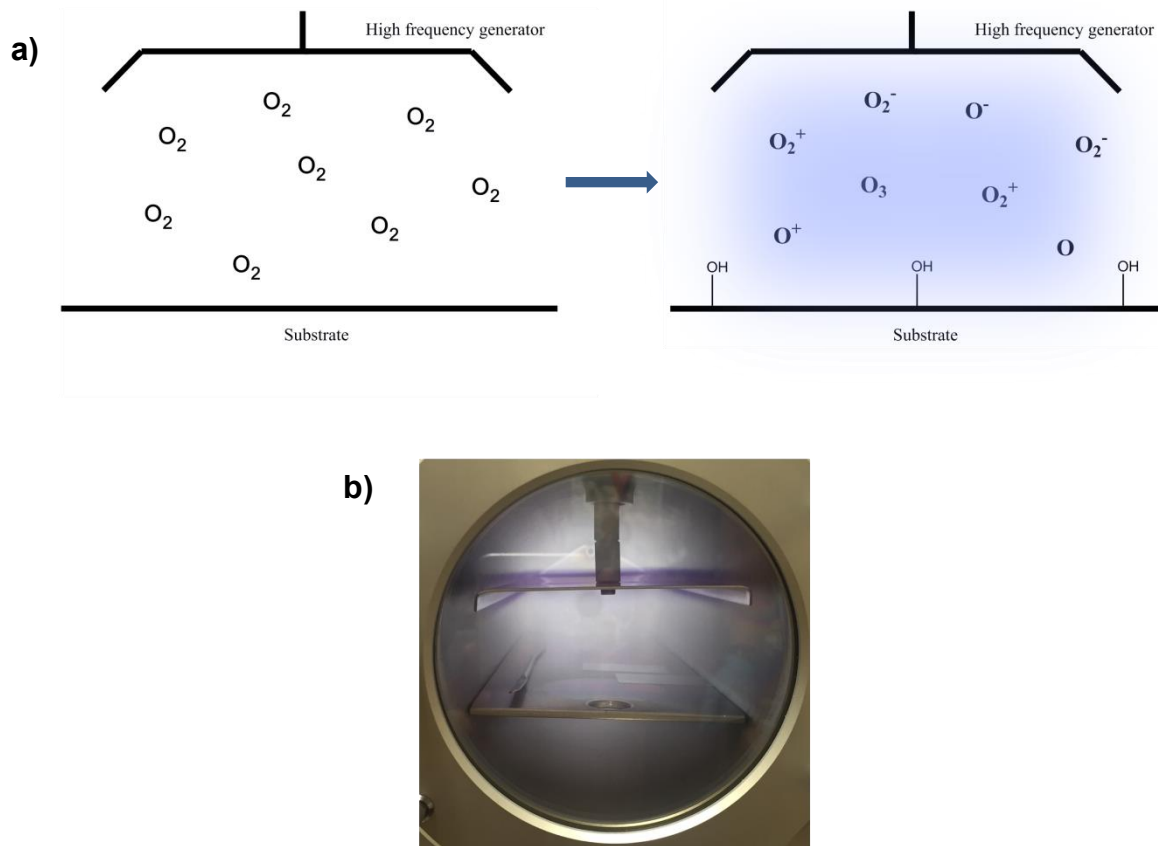 a)
High frequency generator
O₂
O₂
O₂
O₂
O₂
O₂
O₂
O₂
Substrate
High frequency generator
O₂⁻
O⁻
O₂⁺
O₂⁻
O₃
O₂⁺
O⁺
O
OH
OH
OH
Substrate
b)